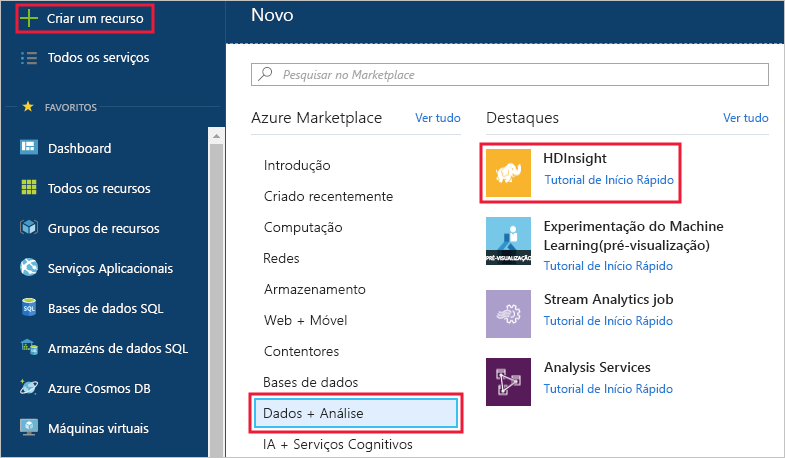 Criar um recurso
Todos os serviços
FAVORITOS
Dashboard
Todos os recursos
Grupos de recursos
Serviços Aplicacionais
SQL
Bases de dados SQL
Armazéns de dados SQL
Azure Cosmos DB
Máquinas virtuais
Novo
Pesquisar no Marketplace
Azure Marketplace
Ver tudo
Introdução
Criado recentemente
Computação
Redes
Armazenamento
Web + Móvel
Contentores
Bases de dados
Dados + Análise
IA + Serviços Cognitivos
Destaques
Ver tudo
HDInsight
Tutorial de Início Rápido
PRÉ-VISUALIZAÇÃO
Experimentação do Machine
Learning(pré-visualização)
Tutorial de Início Rápido
Stream Analytics job
Tutorial de Início Rápido
Analysis Services
Tutorial de Início Rápido